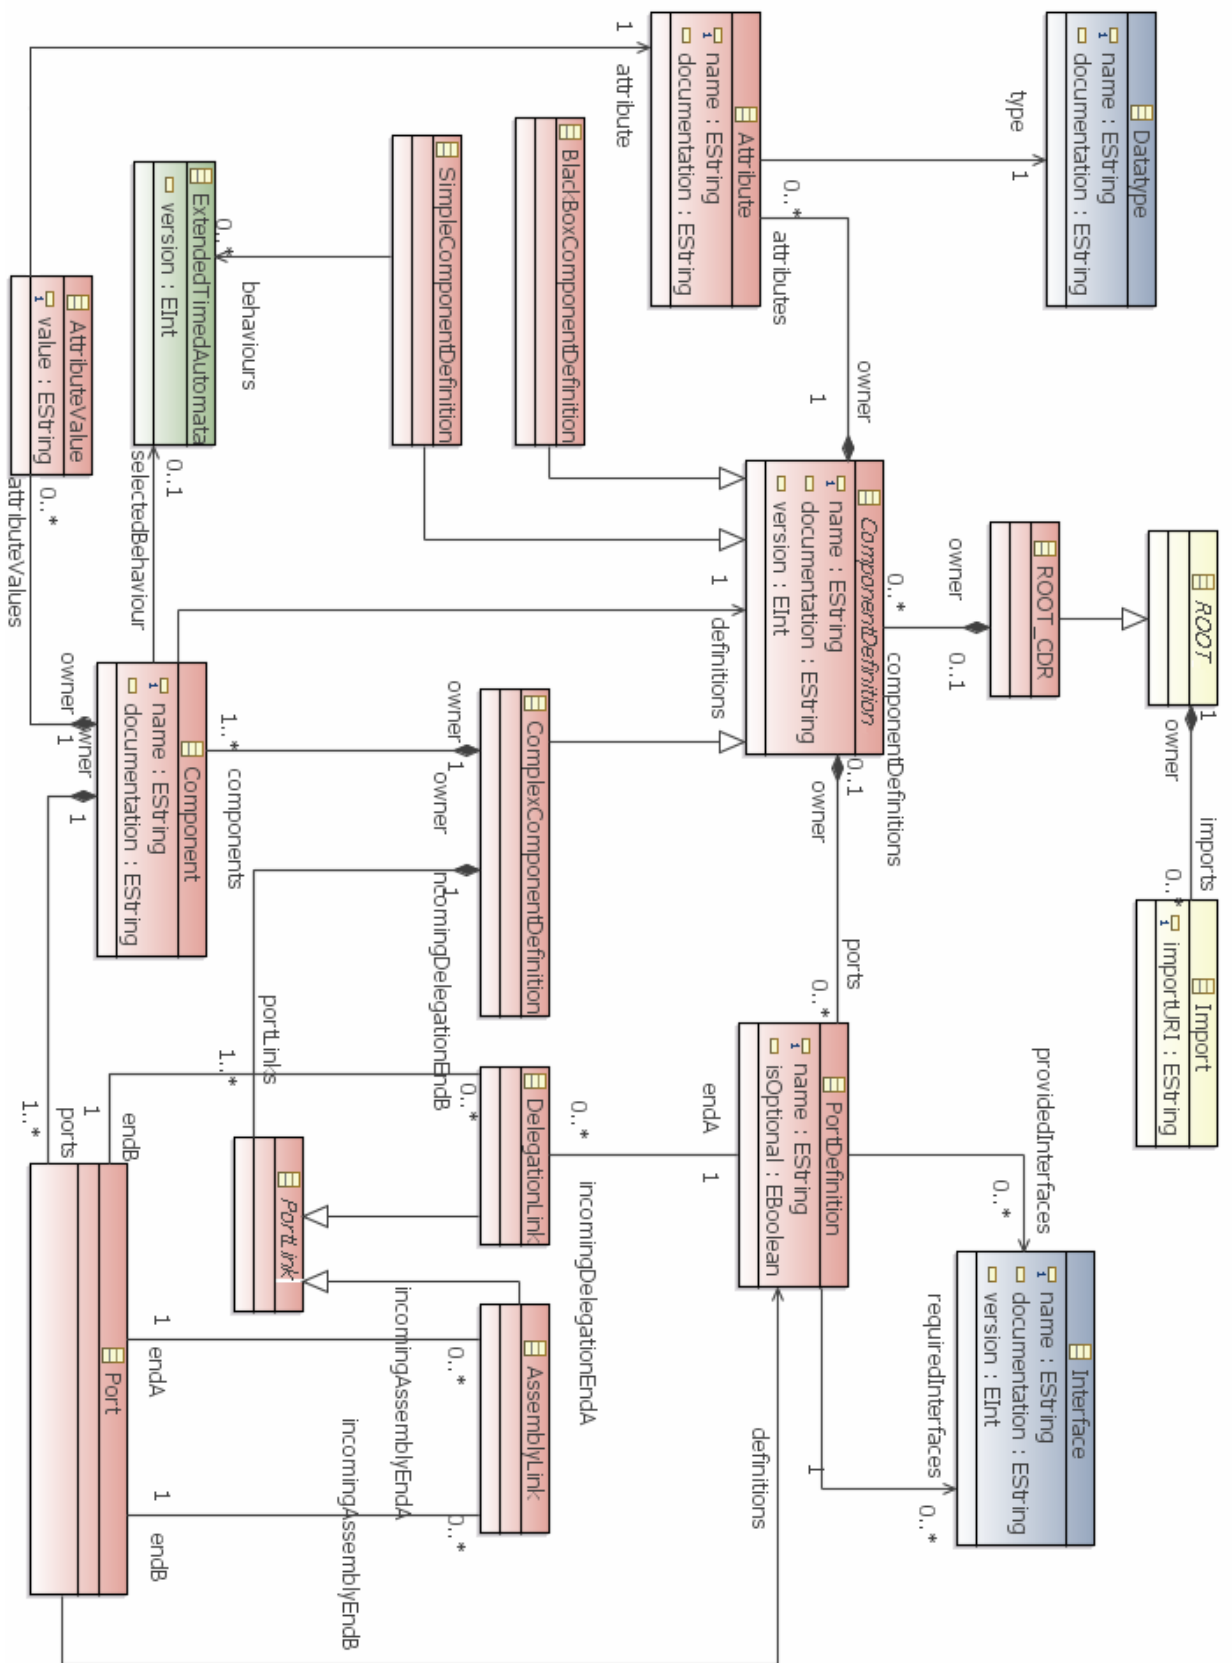 ROOT
Import
importURI : EString
1
owner
imports
0..*
ROOT_CDR
owner
0..1
0..*
componentDefinitions
Datatype
name : EString
documentation : EString
type
1
Attribute
name : EString
documentation : EString
1
attribute
0..*
attributes
owner
1
ComponentDefinition
name : EString
documentation : EString
version : EInt
0..1
owner
ports
0..*
PortDefinition
name : EString
isOptional : EBoolean
providedInterfaces
0..*
Interface
name : EString
documentation : EString
version : EInt
requiredInterfaces
1
0..*
BlackBoxComponentDefinition
SimpleComponentDefinition
behaviours
0..*
ExtendedTimedAutomata
version : EInt
0..1
selectedBehaviour
1
definitions
ComplexComponentDefinition
owner
1
owner
1
ncomingDelegationEndB
0..*
DelegationLink
endA
1
0..*
incomingDelegationEndA
AssemblyLink
definitions
AttributeValue
value : EString
0..*
attributeValues
Component
name : EString
documentation : EString
1..*
components
owner
1
owner
1
portLinks
1..*
PortLink
incomingAssemblyEndA
0..*
incomingAssemblyEndB
0..*
ports
1..*
1
endB
1
endA
1
endB
Port